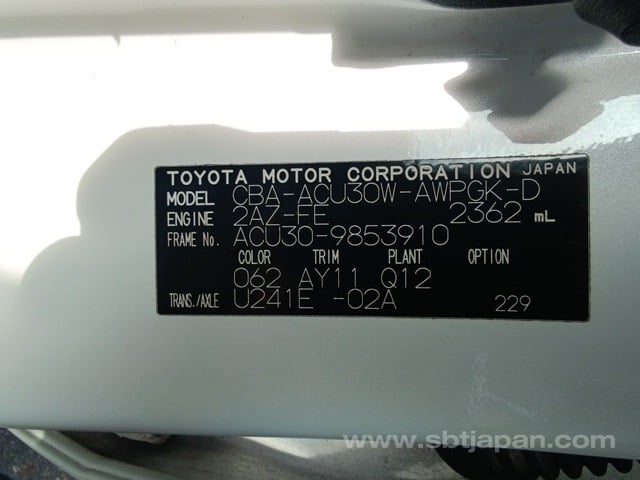 TOYOTA MOTOR CORPORATION JAPAN
MODEL CBA-ACU30W-AWPGK-D
ENGINE 2AZ-FE 2362 mL
FRAME No. ACU30-9853910
COLOR TRIM PLANT OPTION
062 AY11 Q12
TRANS./AXLE U241E -02A 229
www.sbtjapan.com